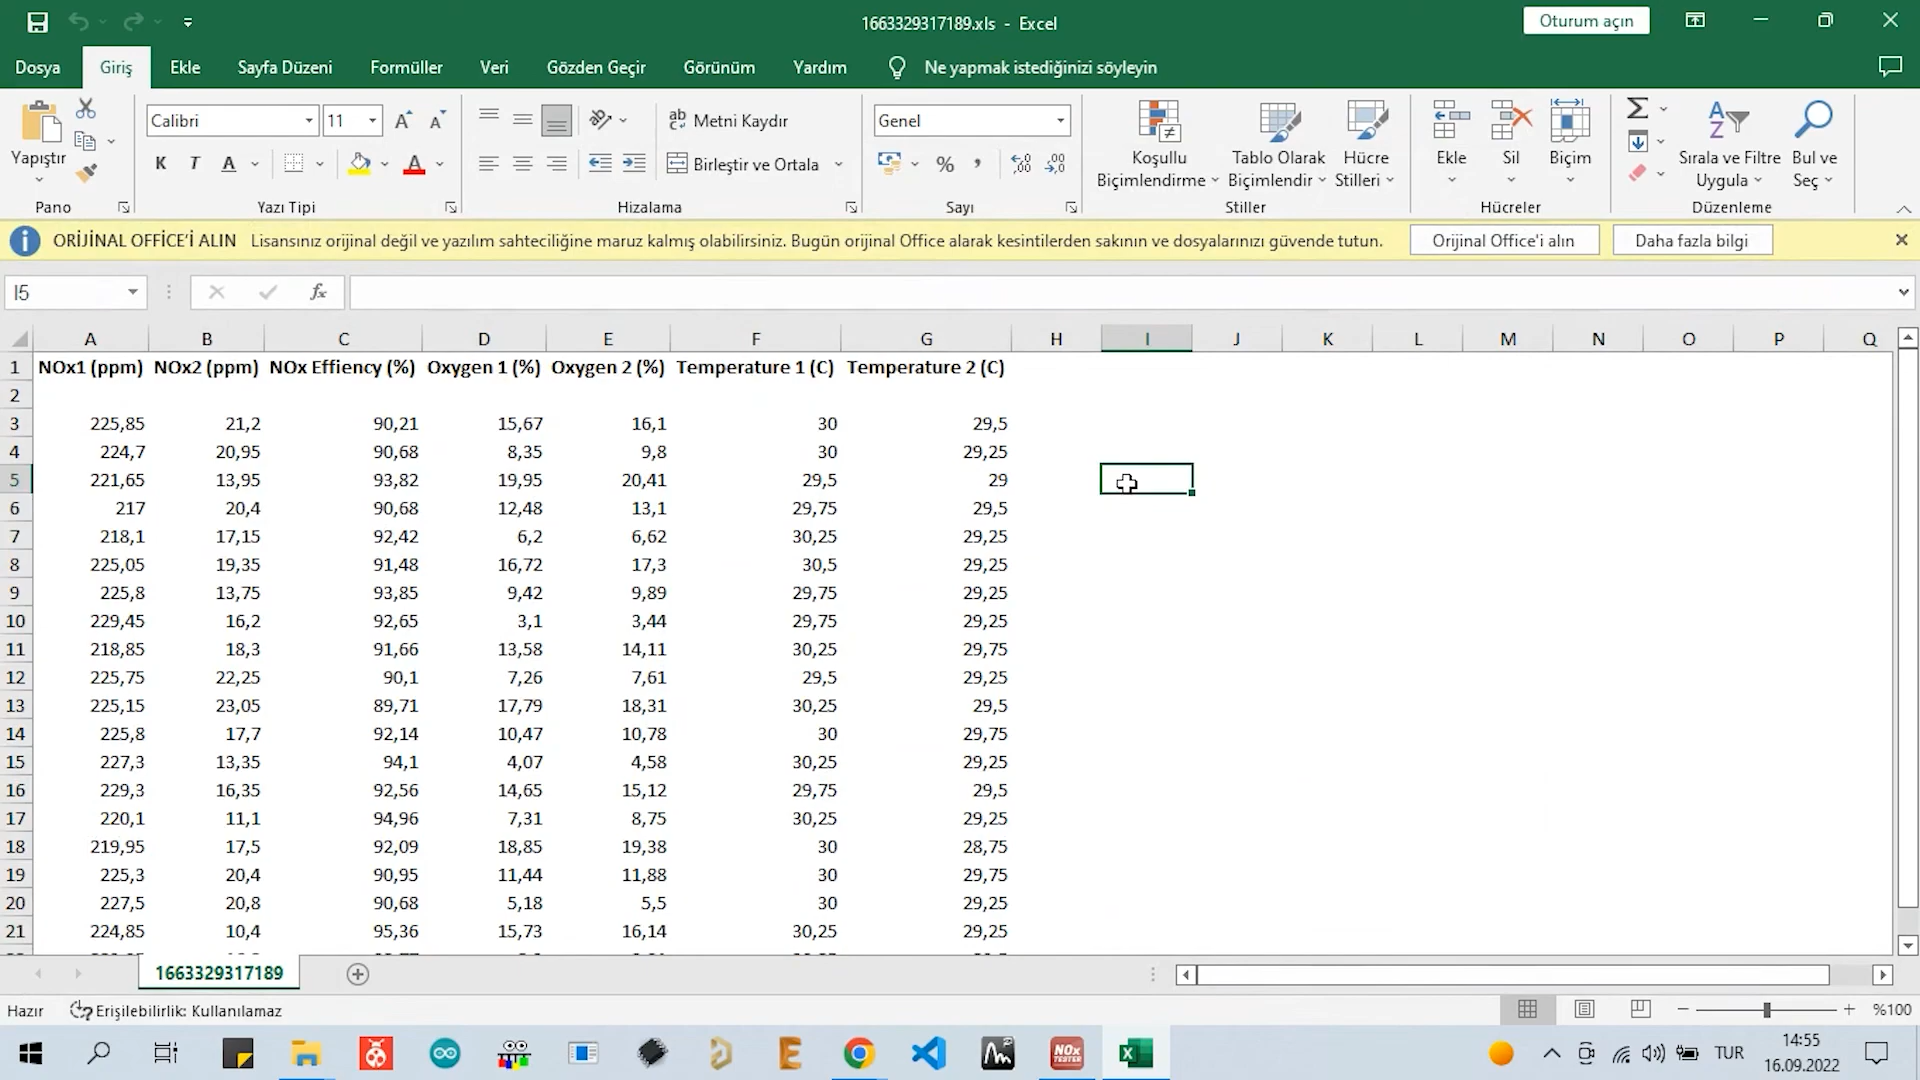 1663329317189.xls - Excel
Oturum açın
Dosya Giriş Ekle Sayfa Düzeni Formüller Veri Gözden Geçir Görünüm Yardım Ne yapmak istediğinizi söyleyin
Calibri 11 ab Metni Kaydır Genel
Yapıştır K T A Birleştir ve Ortala % Koşullu Biçimlendirme Tablo Olarak Biçimlendir Hücre Stilleri Ekle Sil Biçim Sırala ve Filtre Uygula Bul ve Seç
Pano Yazı Tipi Hizalama Sayı Stiller Hücreler Düzenleme
ORİJİNAL OFFICE'İ ALIN Lisansınız orijinal değil ve yazılım sahteciliğine maruz kalmış olabilirsiniz. Bugün orijinal Office alarak kesintilerden sakının ve dosyalarınızı güvende tutun. Orijinal Office'i alın Daha fazla bilgi
I5 fx
A B C D E F G H I J K L M N O P Q
1 NOx1 (ppm) NOx2 (ppm) NOx Effiency (%) Oxygen 1 (%) Oxygen 2 (%) Temperature 1 (C) Temperature 2 (C)
2
3 225,85 21,2 90,21 15,67 16,1 30 29,5
4 224,7 20,95 90,68 8,35 9,8 30 29,25
5 221,65 13,95 93,82 19,95 20,41 29,5 29
6 217 20,4 90,68 12,48 13,1 29,75 29,5
7 218,1 17,15 92,42 6,2 6,62 30,25 29,25
8 225,05 19,35 91,48 16,72 17,3 30,5 29,25
9 225,8 13,75 93,85 9,42 9,89 29,75 29,25
10 229,45 16,2 92,65 3,1 3,44 29,75 29,25
11 218,85 18,3 91,66 13,58 14,11 30,25 29,75
12 225,75 22,25 90,1 7,26 7,61 29,5 29,25
13 225,15 23,05 89,71 17,79 18,31 30,25 29,5
14 225,8 17,7 92,14 10,47 10,78 30 29,75
15 227,3 13,35 94,1 4,07 4,58 30,25 29,25
16 229,3 16,35 92,56 14,65 15,12 29,75 29,5
17 220,1 11,1 94,96 7,31 8,75 30,25 29,25
18 219,95 17,5 92,09 18,85 19,38 30 28,75
19 225,3 20,4 90,95 11,44 11,88 30 29,75
20 227,5 20,8 90,68 5,18 5,5 30 29,25
21 224,85 10,4 95,36 15,73 16,14 30,25 29,25
1663329317189
Hazır Erişilebilirlik: Kullanılamaz %100
NOx TESTER TUR 14:55
16.09.2022